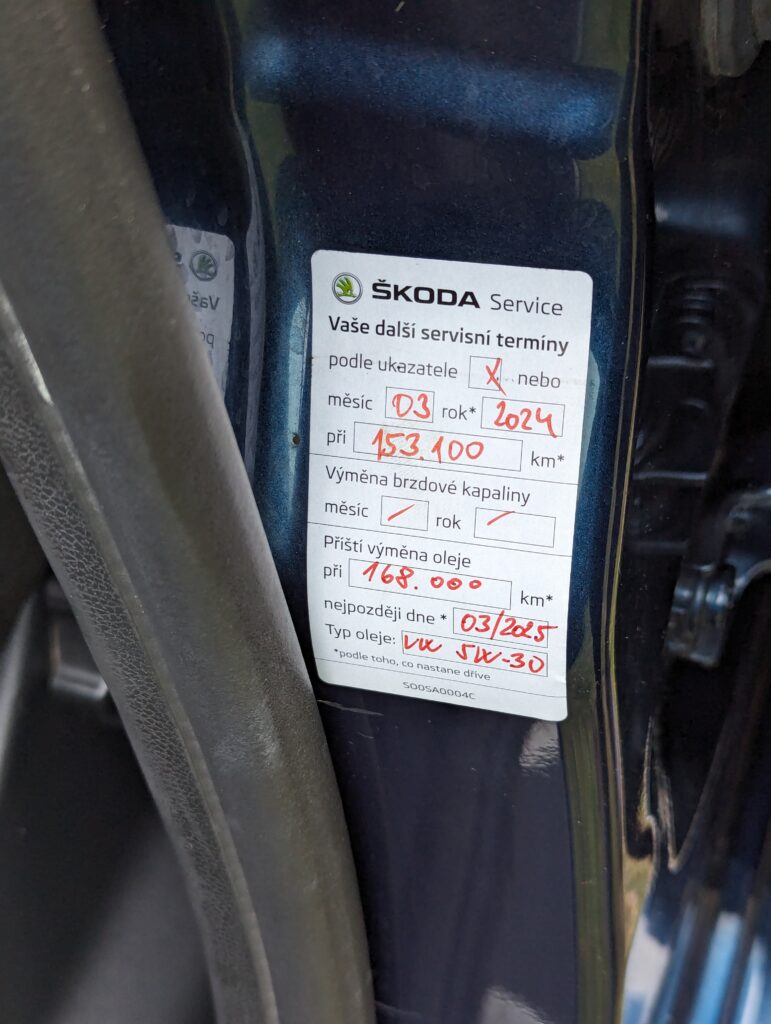 ŠKODA Service
Vaše další servisní termíny
podle ukazatele X nebo
měsíc 03 rok* 2024
při 153.100 km*
Výměna brzdové kapaliny
měsíc / rok /
Příští výměna oleje
při 168.000 km*
nejpozději dne * 03/2025
Typ oleje: VW 5W-30
*podle toho, co nastane dříve
S00SA0004C